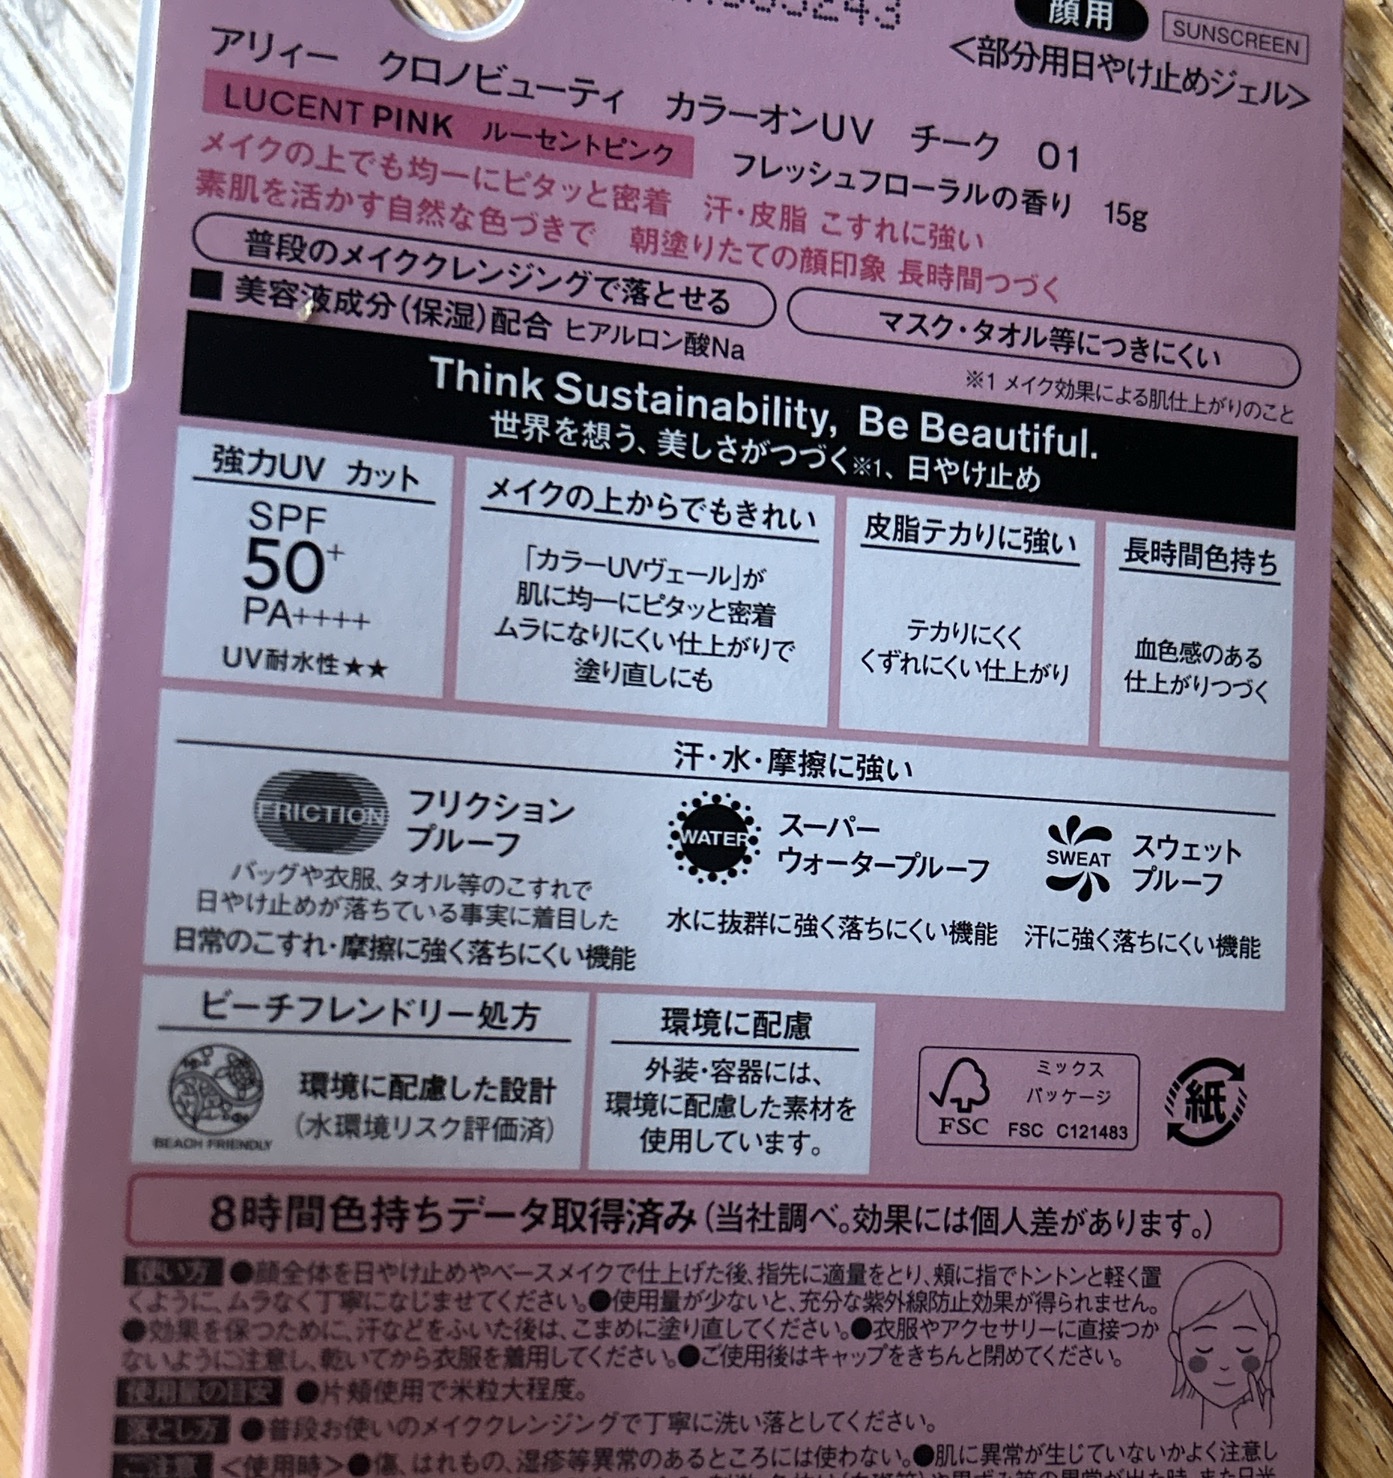 顔用
SUNSCREEN
<部分用日やけ止めジェル>
アリィー クロノビューティ カラーオンUV チーク 01
LUCENT PINK ルーセントピンク
フレッシュフローラルの香り 15g
メイクの上でも均一にピタッと密着 汗・皮脂 こすれに強い
素肌を活かす自然な色づきで 朝塗りたての顔印象 長時間つづく
普段のメイククレンジングで落とせる
マスク・タオル等につきにくい
■ 美容液成分(保湿)配合 ヒアルロン酸Na
※1 メイク効果による肌仕上がりのこと
Think Sustainability, Be Beautiful.
世界を想う、美しさがつづく※1、日やけ止め
強力UV カット
SPF
50+
PA++++
UV耐水性★★
メイクの上からでもきれい
「カラーUVヴェール」が
肌に均一にピタッと密着
ムラになりにくい仕上がりで
塗り直しにも
皮脂テカりに強い
テカりにくく
くずれにくい仕上がり
長時間色持ち
血色感のある
仕上がりつづく
汗・水・摩擦に強い
FRICTION
フリクション
プルーフ
バッグや衣服、タオル等のこすれで
日やけ止めが落ちている事実に着目した
日常のこすれ・摩擦に強く落ちにくい機能
WATER
スーパー
ウォータープルーフ
水に抜群に強く落ちにくい機能
SWEAT
スウェット
プルーフ
汗に強く落ちにくい機能
ビーチフレンドリー処方
BEACH FRIENDLY
環境に配慮した設計
(水環境リスク評価済)
環境に配慮
外装・容器には、
環境に配慮した素材を
使用しています。
FSC
ミックス
パッケージ
FSC C121483
紙
8時間色持ちデータ取得済み(当社調べ。効果には個人差があります。)
使い方 ●顔全体を日やけ止めやベースメイクで仕上げた後、指先に適量をとり、頬に指でトントンと軽く置
くように、ムラなく丁寧になじませてください。●使用量が少ないと、充分な紫外線防止効果が得られません。
●効果を保つために、汗などをふいた後は、こまめに塗り直してください。●衣服やアクセサリーに直接つか
ないように注意し、乾いてから衣服を着用してください。●ご使用後はキャップをきちんと閉めてください。
使用量の目安 ●片頬使用で米粒大程度。
落とし方 ●普段お使いのメイククレンジングで丁寧に洗い落としてください。
ご注意 <使用時>●傷、はれもの、湿疹等異常のあるところには使わない。●肌に異常が生じていないかよく注意し